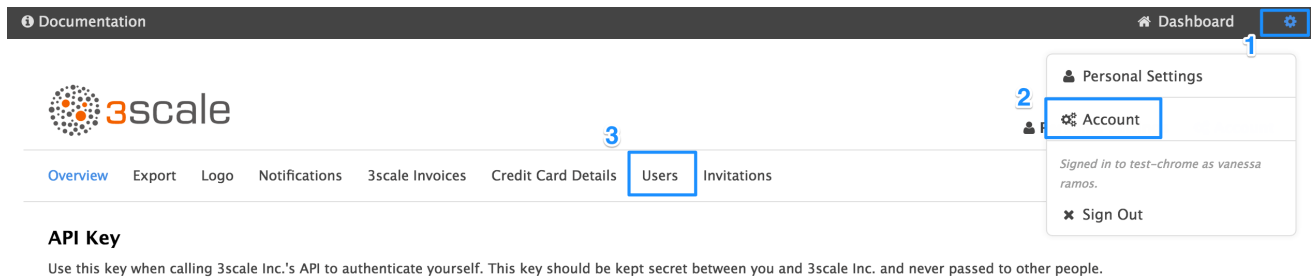 Documentation
Dashboard
1
Personal Settings
2
Account
3scale
3
Overview Export Logo Notifications 3scale Invoices Credit Card Details Users Invitations
Signed in to test-chrome as vanessa
ramos.
Sign Out
API Key
Use this key when calling 3scale Inc.'s API to authenticate yourself. This key should be kept secret between you and 3scale Inc. and never passed to other people.